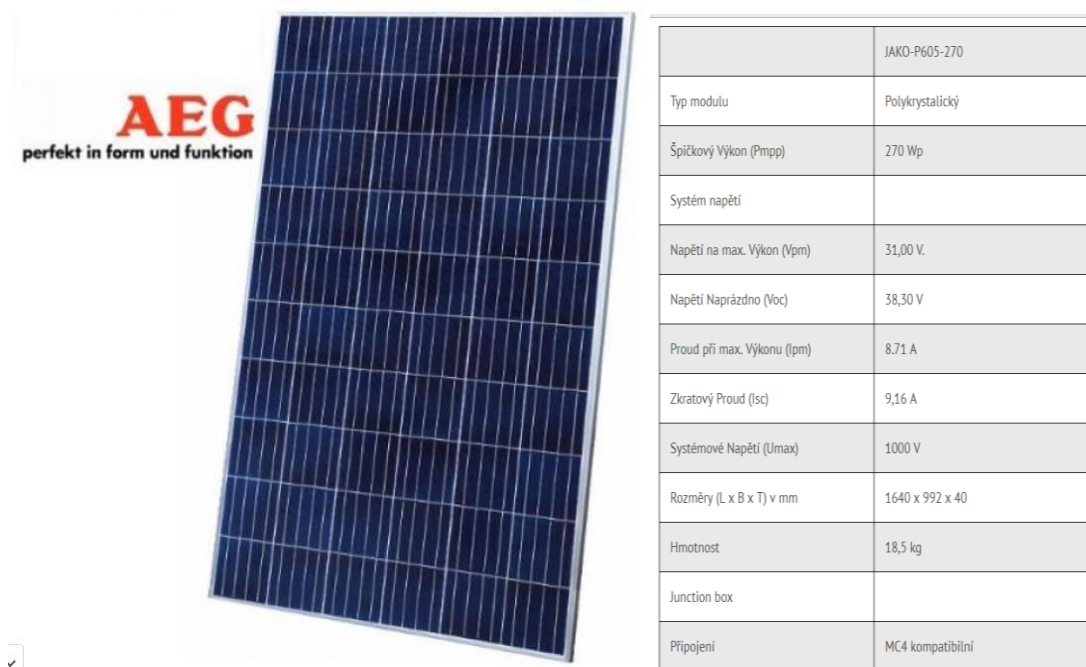 AEG
perfekt in form und funktion
JAKO-P605-270
Typ modulu Polykrystalický
Špičkový Výkon (Pmpp) 270 Wp
Systém napětí
Napětí na max. Výkon (Vpm) 31,00 V.
Napětí Naprázdno (Voc) 38,30 V
Proud při max. Výkonu (Ipm) 8.71 A
Zkratový Proud (Isc) 9,16 A
Systémové Napětí (Umax) 1000 V
Rozměry (L x B x T) v mm 1640 x 992 x 40
Hmotnost 18,5 kg
Junction box
Připojení MC4 kompatibilní